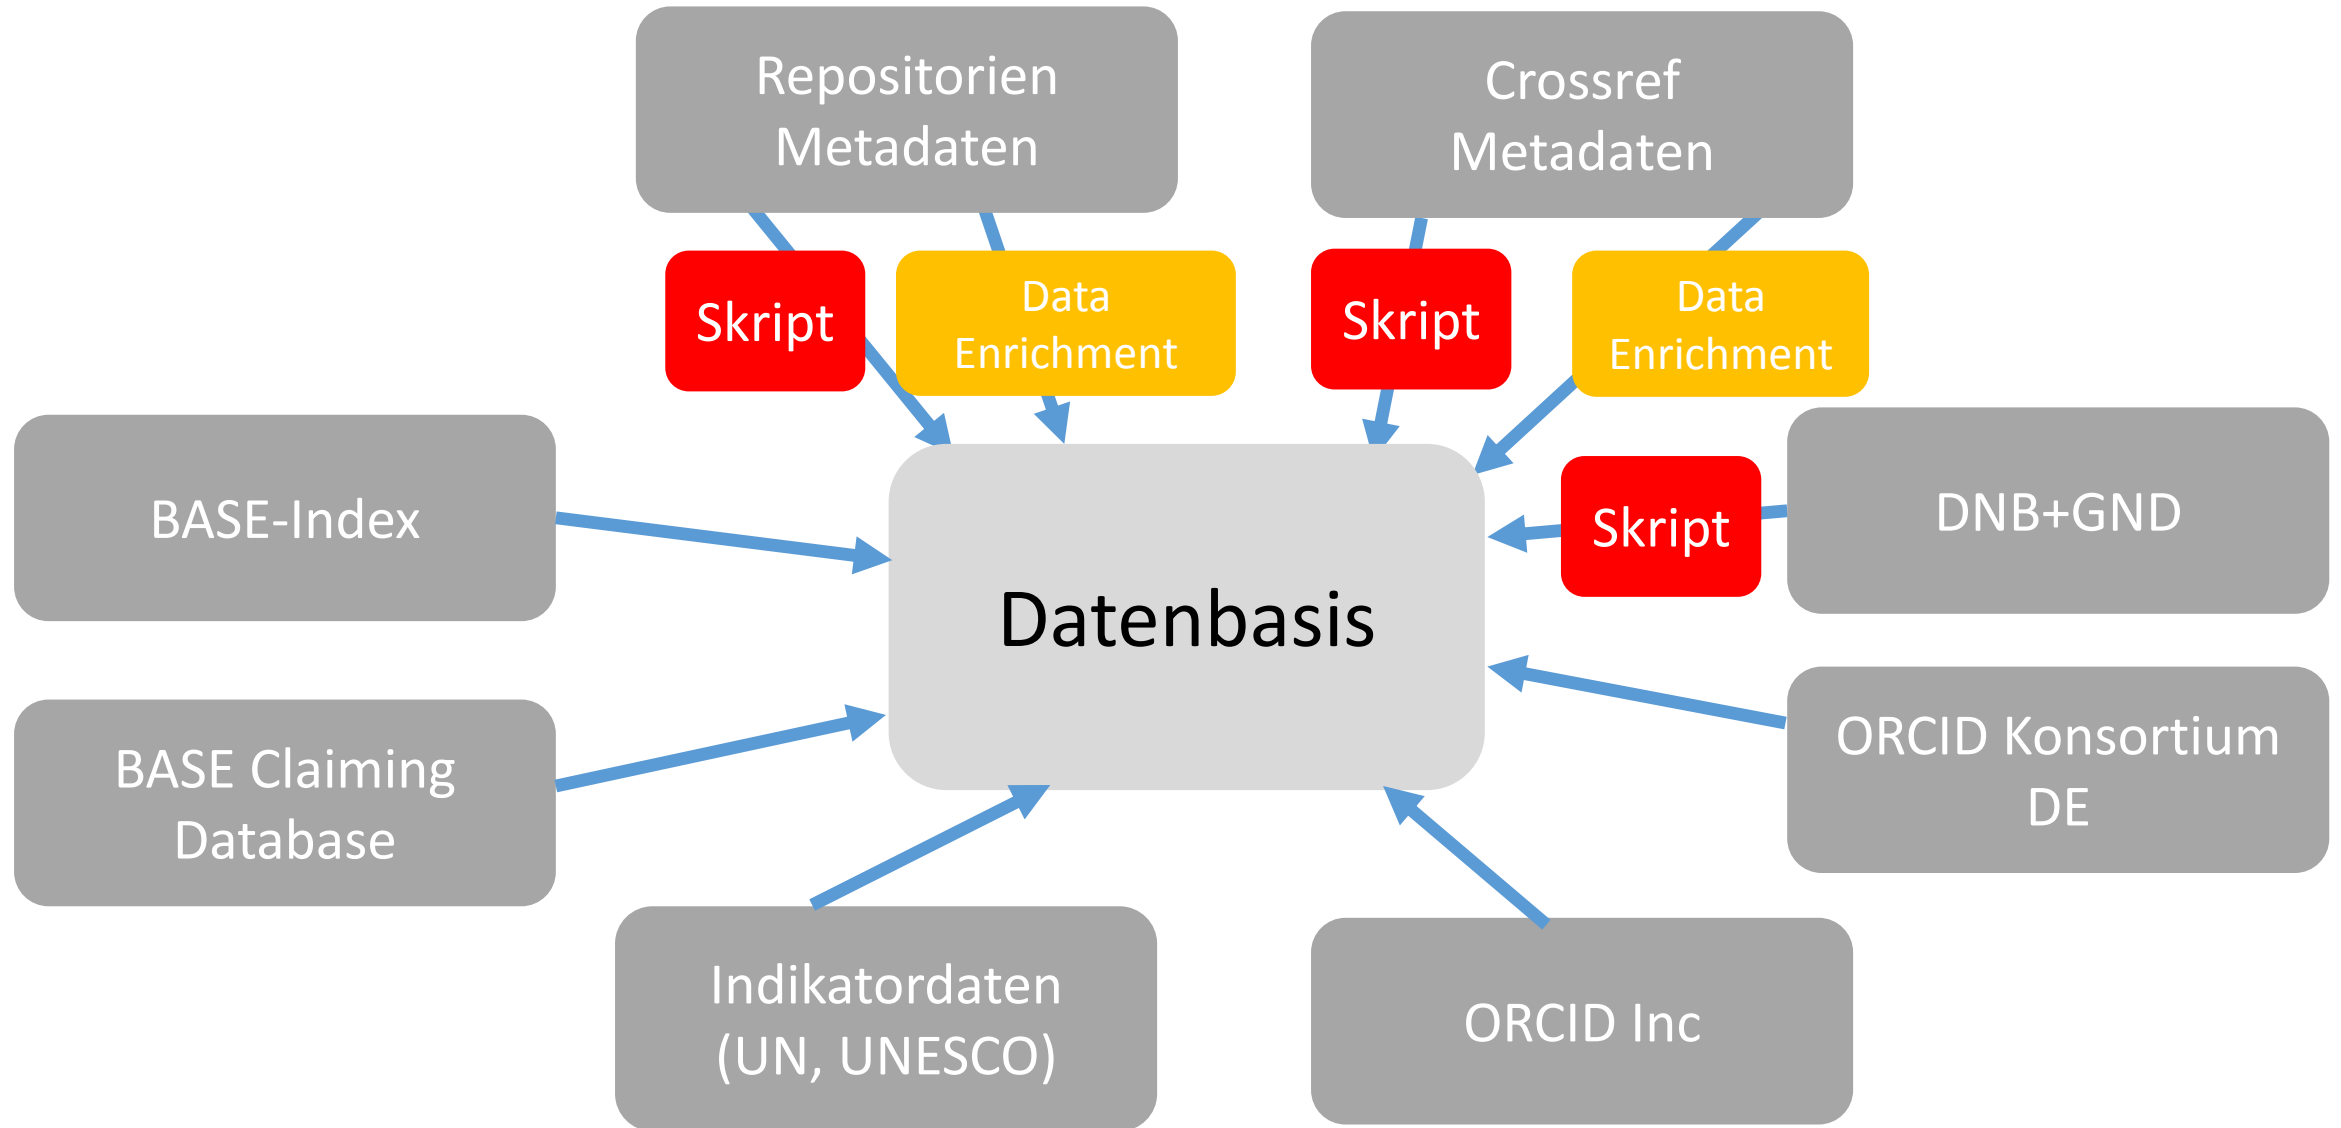 Repositorien
Metadaten
Crossref
Metadaten
Skript
Data
Enrichment
Skript
Data
Enrichment
BASE-Index
Skript
DNB+GND
Datenbasis
BASE Claiming
Database
ORCID Konsortium
DE
Indikatordaten
(UN, UNESCO)
ORCID Inc